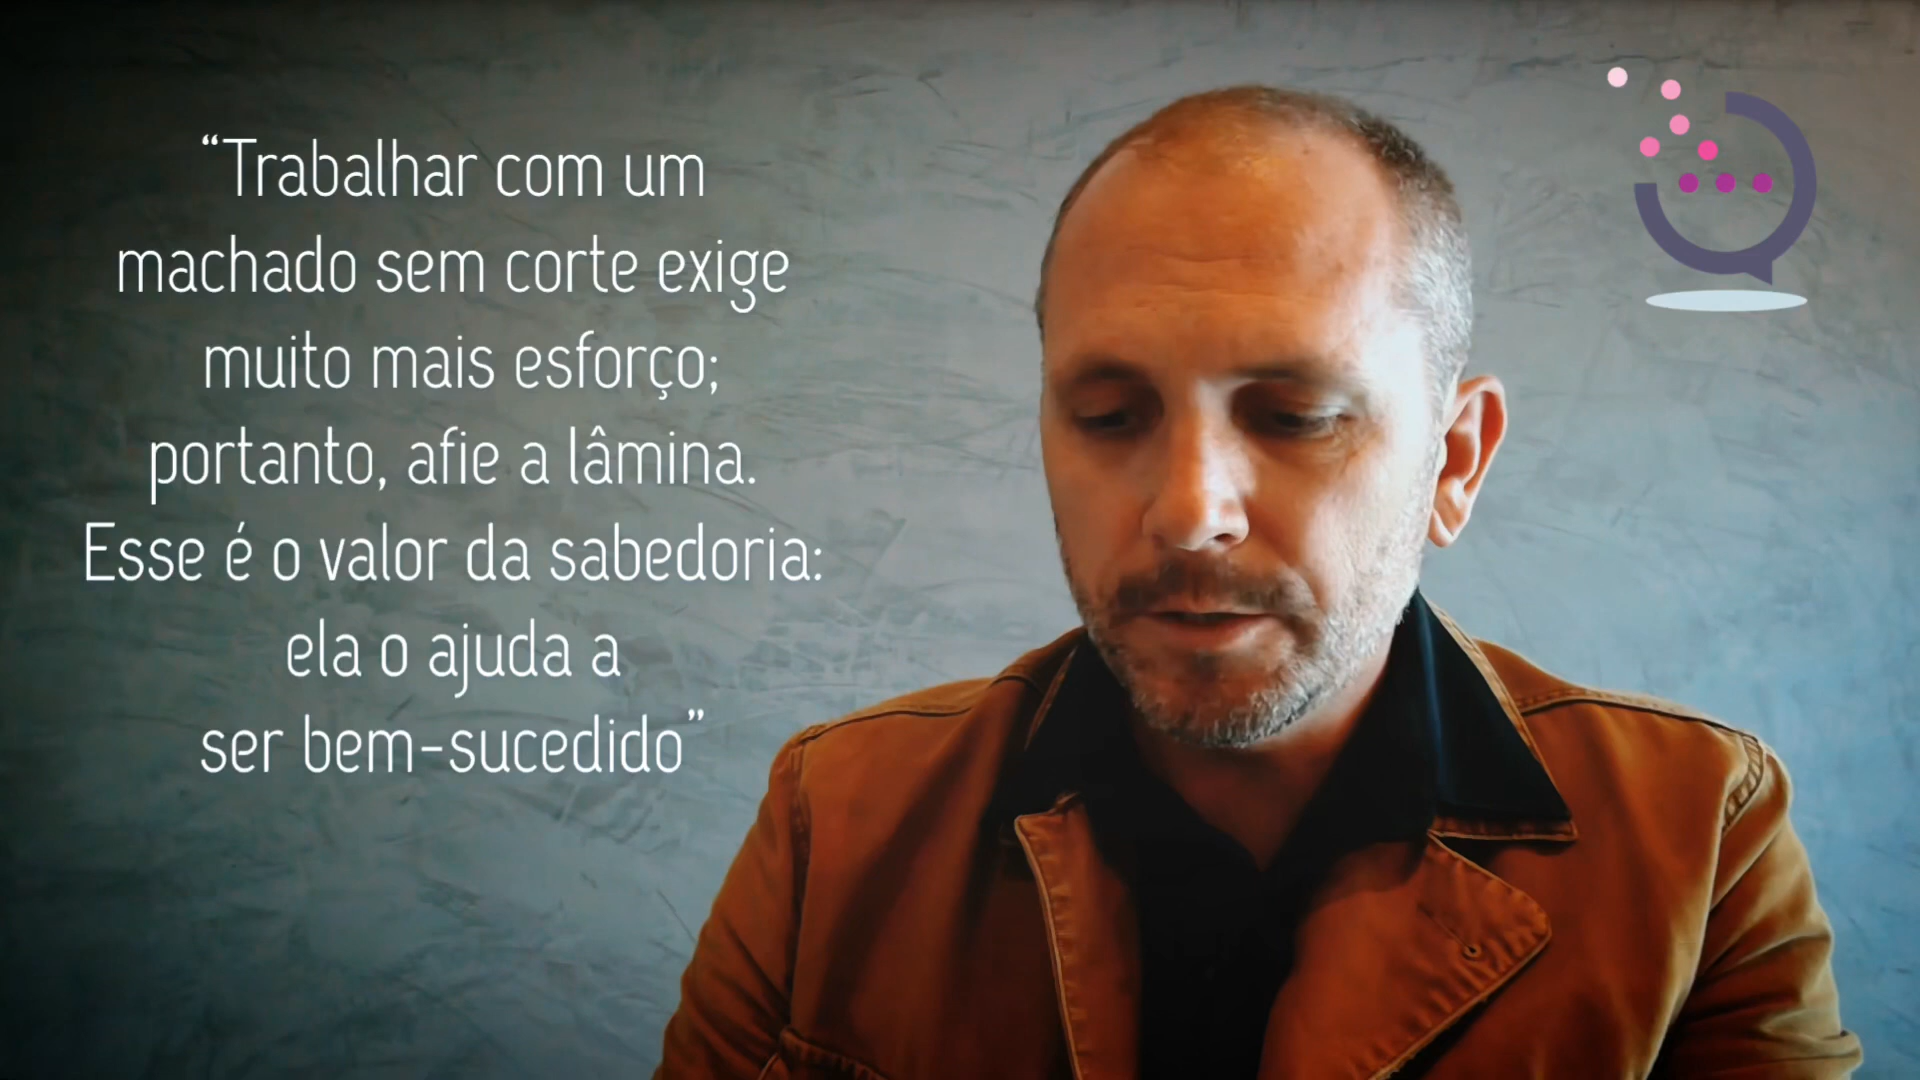 “Trabalhar com um
machado sem corte exige
muito mais esforço;
portanto, afie a lâmina.
Esse é o valor da sabedoria:
ela o ajuda a
ser bem-sucedido”